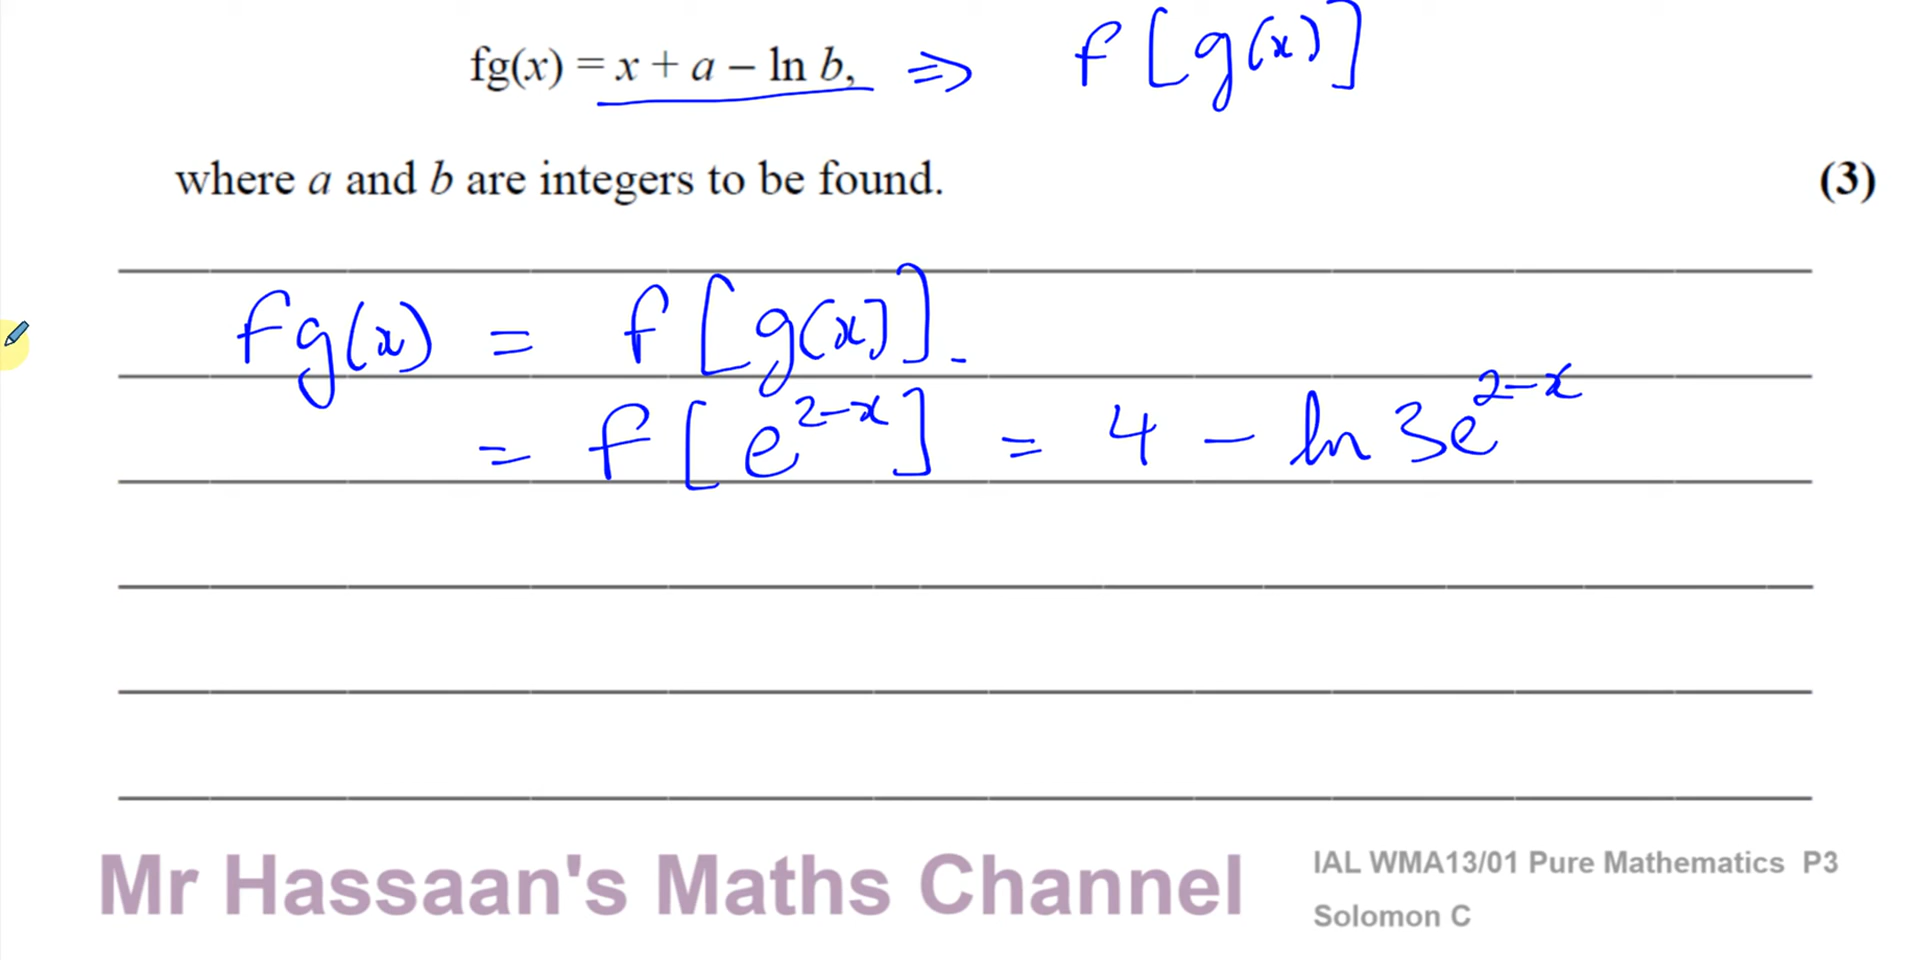 fg(x) = x + a − ln b, ⇒ f[g(x)]
where a and b are integers to be found. (3)
fg(x) = f[g(x)].
= f[e^{2−x}] = 4 − ln 3e^{2−x}
Mr Hassaan's Maths Channel
IAL WMA13/01 Pure Mathematics P3
Solomon C